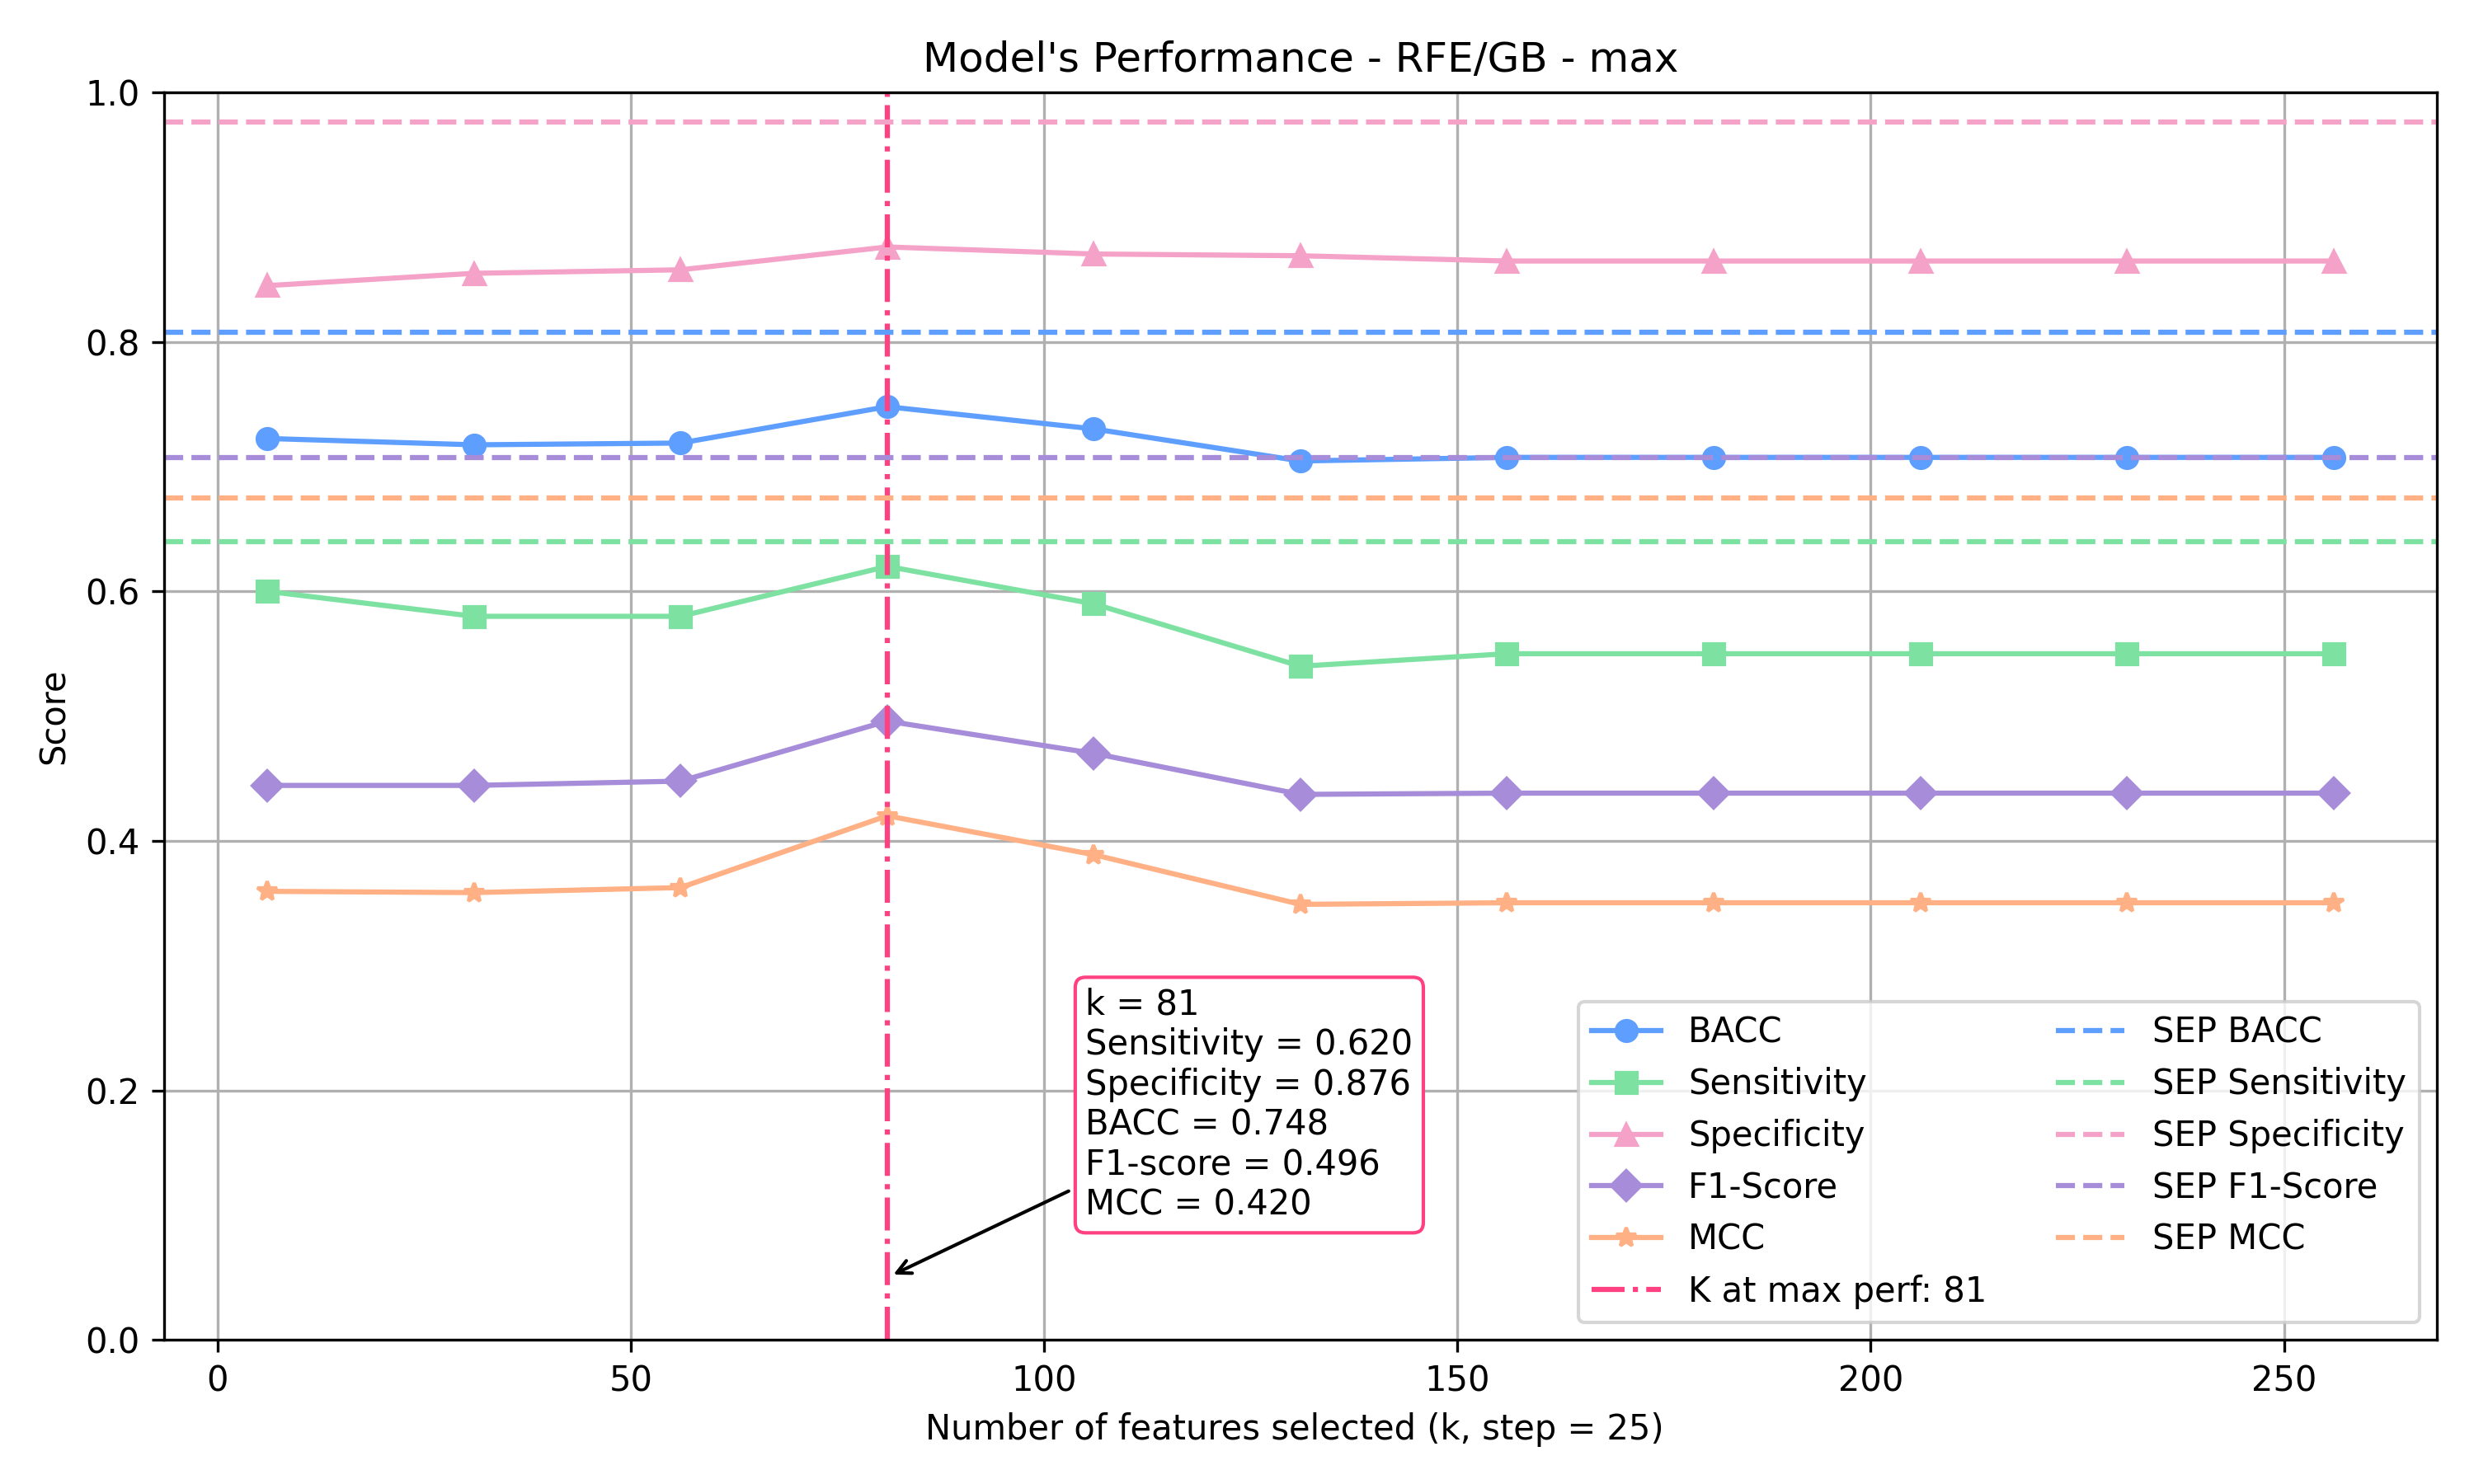 Model's Performance - RFE/GB - max
1.0
0.8
0.6
0.4
0.2
0.0
Score
0
50
100
150
200
250
Number of features selected (k, step = 25)
k = 81
Sensitivity = 0.620
Specificity = 0.876
BACC = 0.748
F1-score = 0.496
MCC = 0.420
BACC
Sensitivity
Specificity
F1-Score
MCC
K at max perf: 81
SEP BACC
SEP Sensitivity
SEP Specificity
SEP F1-Score
SEP MCC